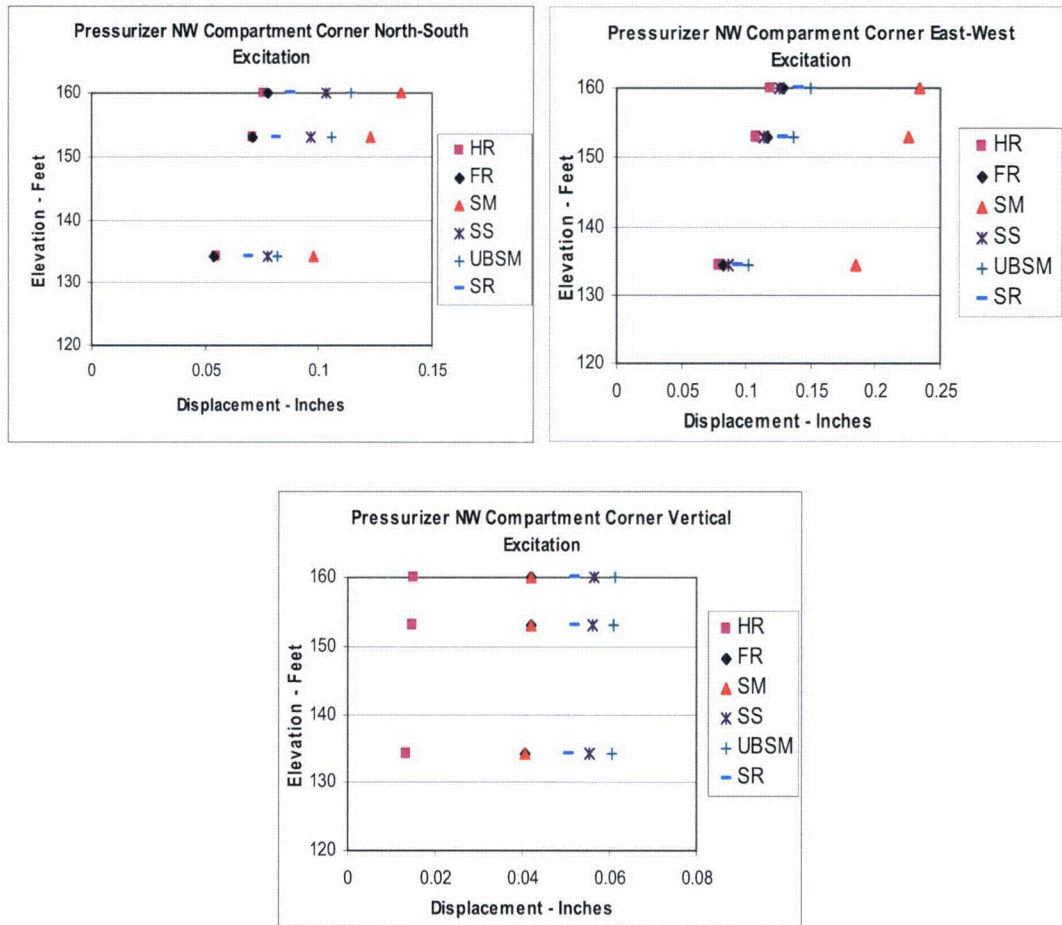 Pressurizer NW Compartment Corner North-South
Excitation
160
150
140
130
120
0
0.05
0.1
0.15
Elevation - Feet
Displacement - Inches
HR
FR
SM
SS
UBSM
SR
Pressurizer NW Comparment Corner East-West
Excitation
160
150
140
130
120
0
0.05
0.1
0.15
0.2
0.25
Elevation - Feet
Displacement - Inches
HR
FR
SM
SS
UBSM
SR
Pressurizer NW Compartment Corner Vertical
Excitation
160
150
140
130
120
0
0.02
0.04
0.06
0.08
Elevation - Feet
Displacement - Inches
HR
FR
SM
SS
UBSM
SR